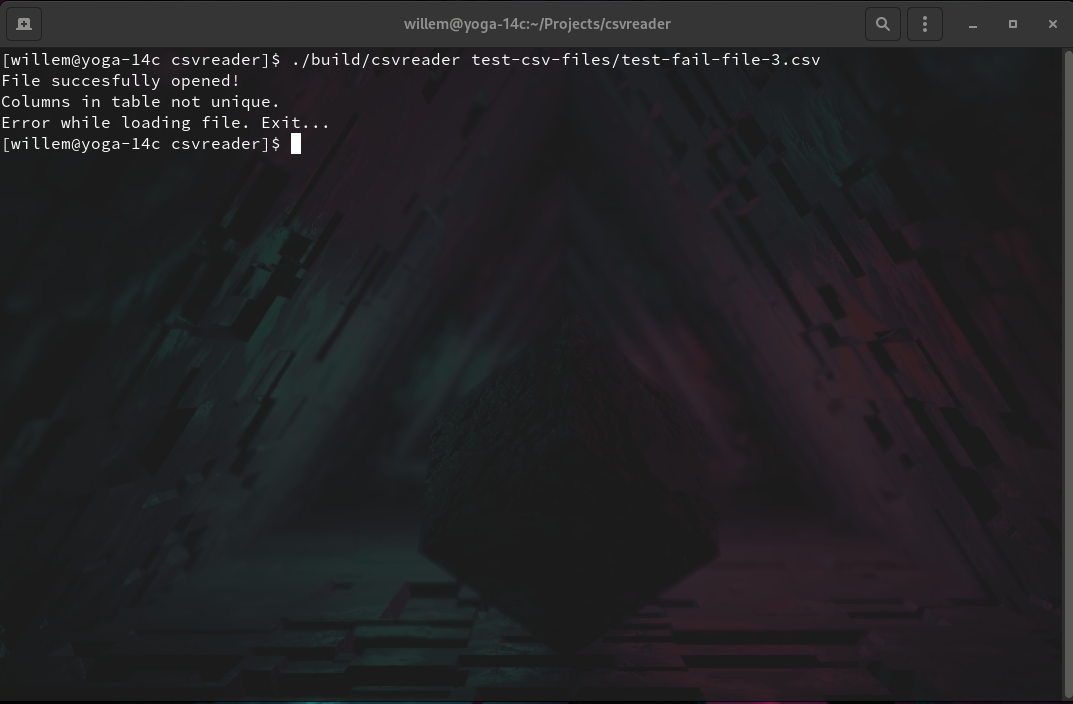 willem@yoga-14c:~/Projects/csvreader
[willem@yoga-14c csvreader]$ ./build/csvreader test-csv-files/test-fail-file-3.csv
File succesfully opened!
Columns in table not unique.
Error while loading file. Exit...
[willem@yoga-14c csvreader]$